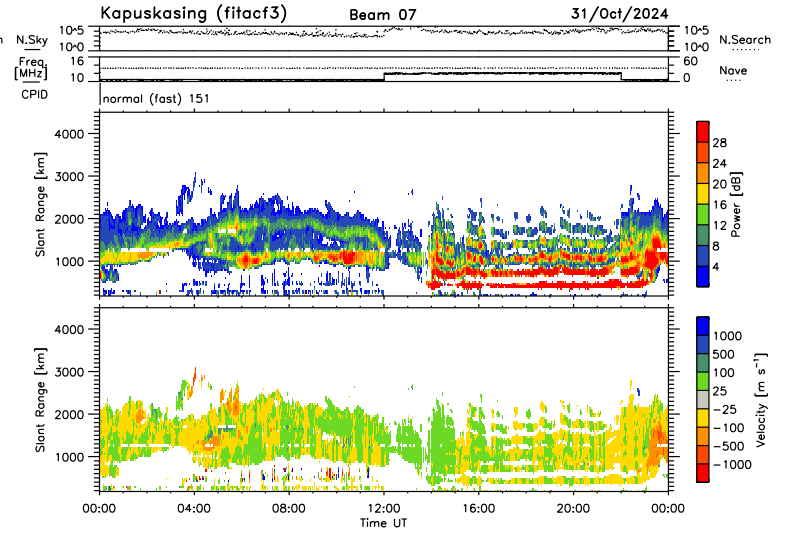 Kapuskasing (fitacf3) Beam 07 31/Oct/2024
N.Sky 10^5 10^5 N.Search
10^0 10^0
Freq. [MHz] 16 60 Nave
10 0
CPID normal (fast) 151
Slant Range [km]
4000
3000
2000
1000
28
24
20
16
12
8
4
Power [dB]
Slant Range [km]
4000
3000
2000
1000
1000
500
100
25
-25
-100
-500
-1000
Velocity [m s⁻¹]
00:00 04:00 08:00 12:00 16:00 20:00 00:00
Time UT